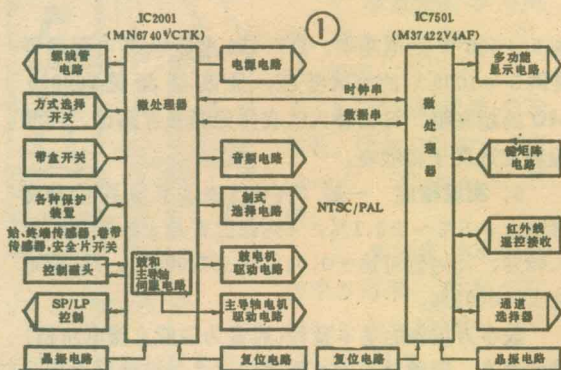 IC2001
(MN6740VCTK)
①
IC7501
(M37422V4AF)
螺线管
电路
电源电路
多功能
显示电路
方式选择
开关
微处理器
时钟串
数据串
微处理器
带盒开关
音频电路
键矩阵
电路
各种保护
装置
制式
选择电路
NTSC/PAL
始、终端传感器,卷带
传感器、安全片开关
红外线
遥控接收
控制磁头
鼓和
主导轴
伺服电路
鼓电机
驱动电路
SP/LP
控制
主导轴电机
驱动电路
通道
选择器
晶振电路
复位电路
复位电路
晶振电路